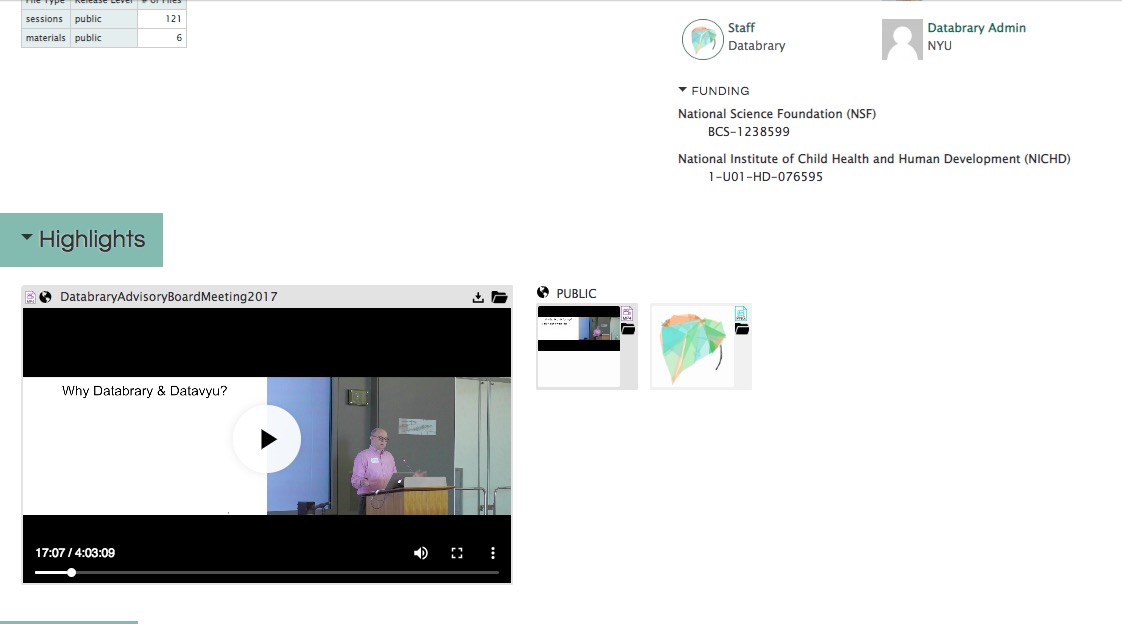 File Type Release Level # of Files
sessions public 121
materials public 6
Staff
Databrary
Databrary Admin
NYU
FUNDING
National Science Foundation (NSF)
BCS-1238599
National Institute of Child Health and Human Development (NICHD)
1-U01-HD-076595
Highlights
DatabraryAdvisoryBoardMeeting2017
Why Databrary & Datavyu?
17:07 / 4:03:09
PUBLIC